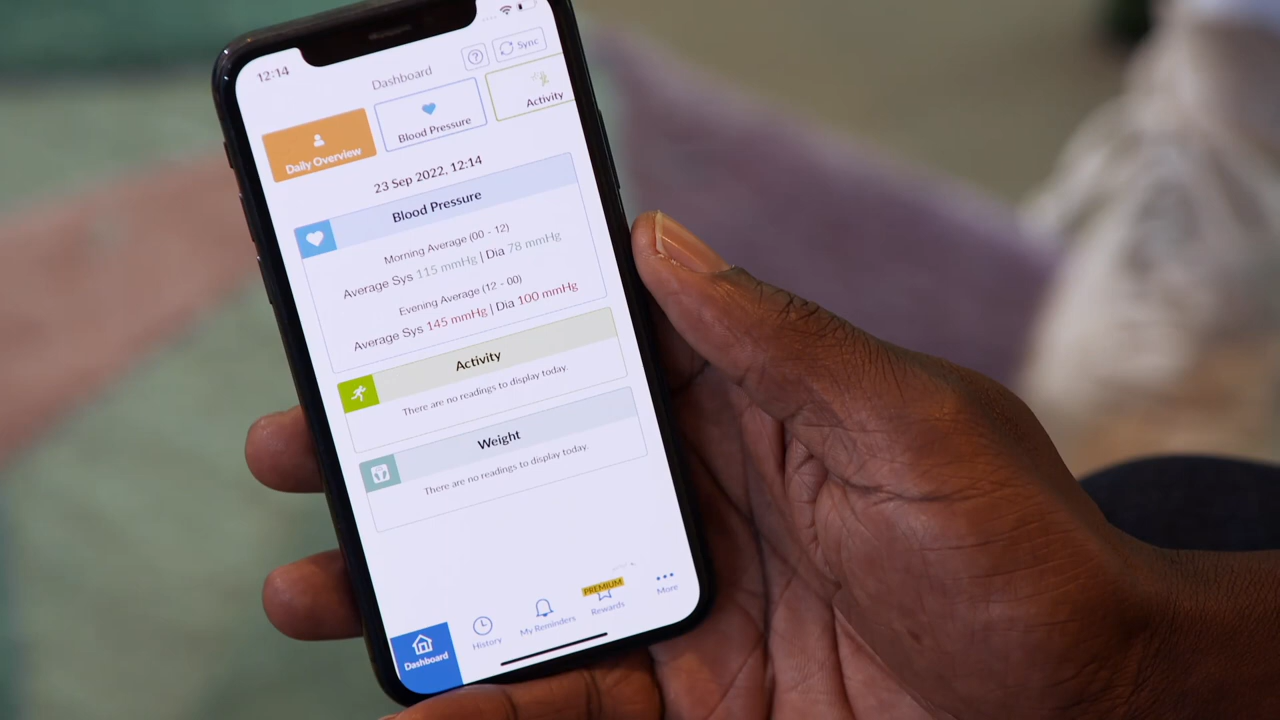 12:14
Dashboard
Sync
Daily Overview
Blood Pressure
Activity
23 Sep 2022, 12:14
Blood Pressure
Morning Average (00 - 12)
Average Sys 115 mmHg | Dia 78 mmHg
Evening Average (12 - 00)
Average Sys 145 mmHg | Dia 100 mmHg
Activity
There are no readings to display today.
Weight
There are no readings to display today.
Dashboard
History
My Reminders
PREMIUM
Rewards
More